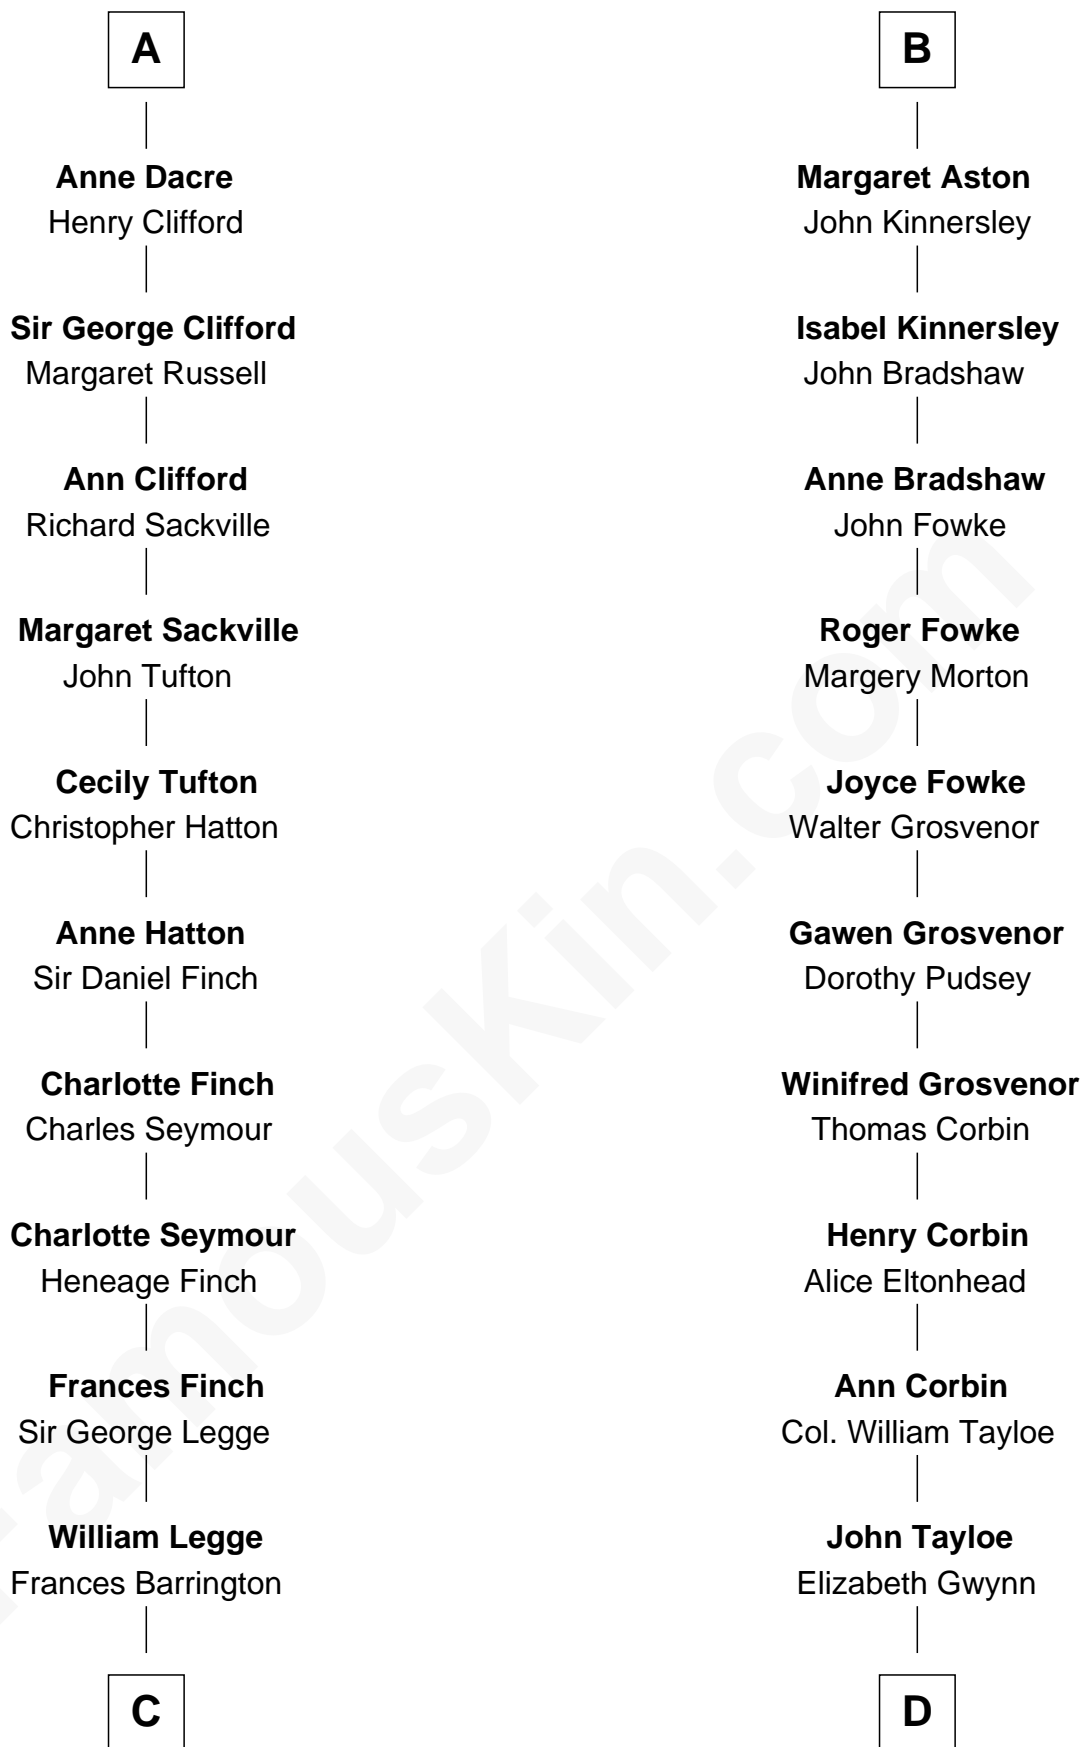 A
Anne Dacre
Henry Clifford
Sir George Clifford
Margaret Russell
Ann Clifford
Richard Sackville
Margaret Sackville
John Tufton
Cecily Tufton
Christopher Hatton
Anne Hatton
Sir Daniel Finch
Charlotte Finch
Charles Seymour
Charlotte Seymour
Heneage Finch
Frances Finch
Sir George Legge
William Legge
Frances Barrington
C
B
Margaret Aston
John Kinnersley
Isabel Kinnersley
John Bradshaw
Anne Bradshaw
John Fowke
Roger Fowke
Margery Morton
Joyce Fowke
Walter Grosvenor
Gawen Grosvenor
Dorothy Pudsey
Winifred Grosvenor
Thomas Corbin
Henry Corbin
Alice Eltonhead
Ann Corbin
Col. William Tayloe
John Tayloe
Elizabeth Gwynn
D
FamousKin.com